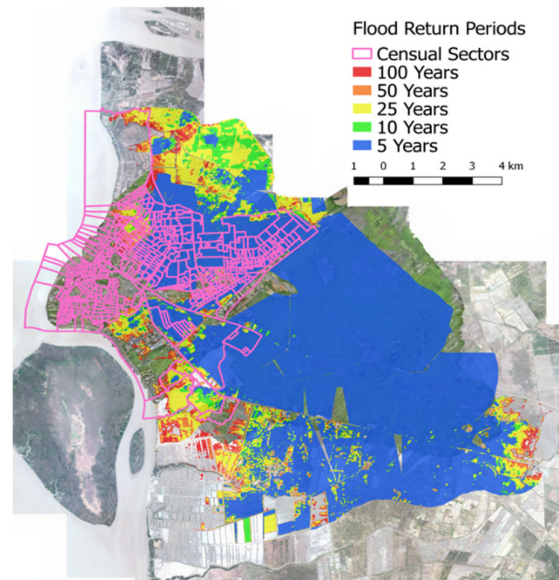 Flood Return Periods
Censual Sectors
100 Years
50 Years
25 Years
10 Years
5 Years
1 0 1 2 3 4 km